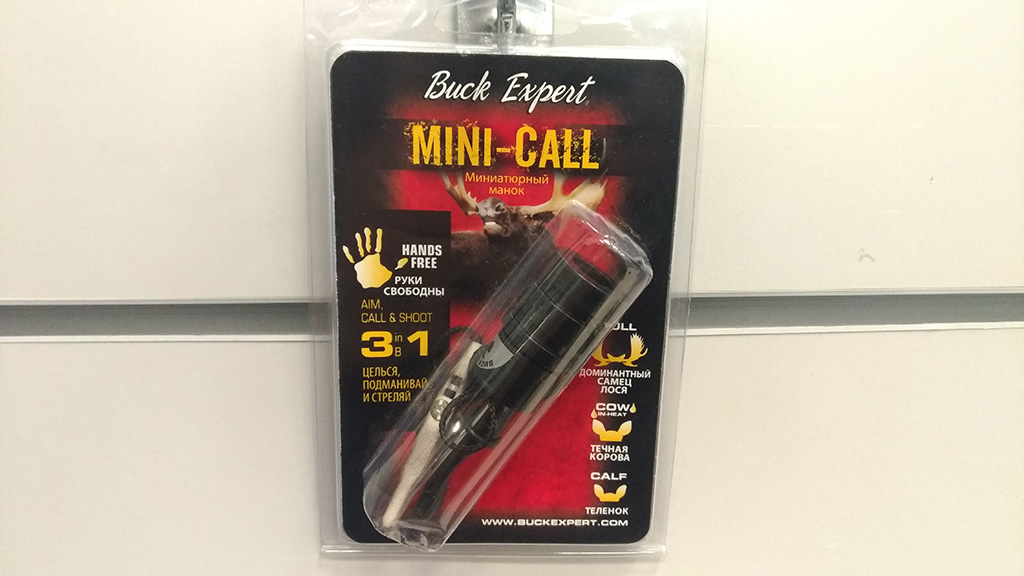 Buck Expert
MINI-CALL
Миниатюрный
манок
HANDS
FREE
РУКИ
СВОБОДНЫ
AIM,
CALL & SHOOT
3 in 1
В
ЦЕЛЬСЯ,
ПОДМАНИВАЙ
И СТРЕЛЯЙ
ДОМИНАНТНЫЙ
САМЕЦ
ЛОСЯ
COW
IN-HEAT
ТЕЧНАЯ
КОРОВА
CALF
ТЕЛЕНОК
WWW.BUCKEXPERT.COM